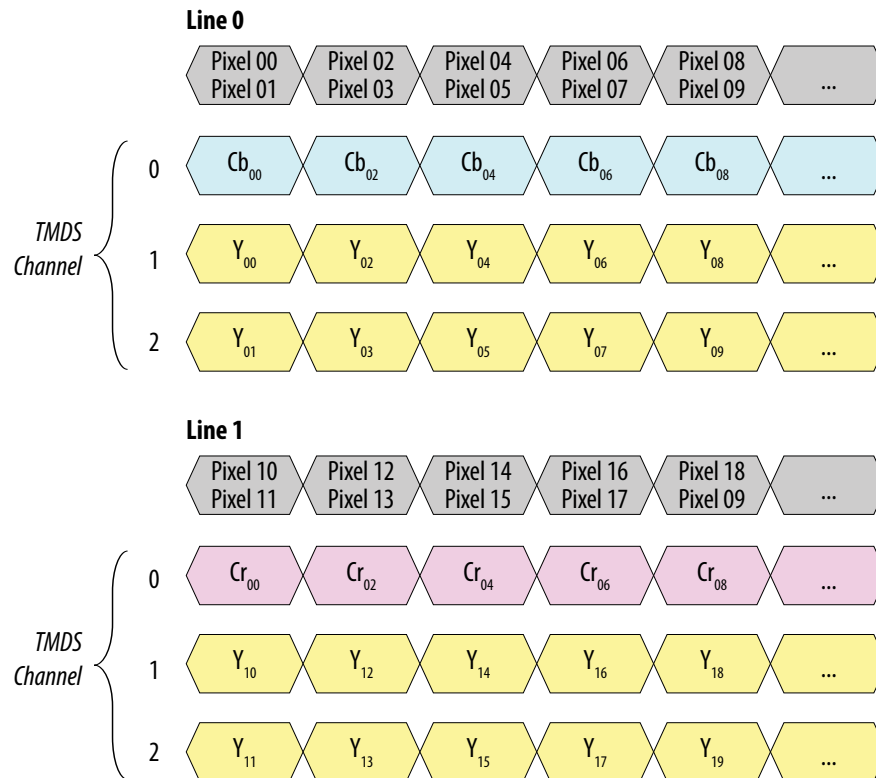 Line 0
Pixel 00 Pixel 02 Pixel 04 Pixel 06 Pixel 08
Pixel 01 Pixel 03 Pixel 05 Pixel 07 Pixel 09 ...
0 Cb00 Cb02 Cb04 Cb06 Cb08 ...
TMDS
Channel
1 Y00 Y02 Y04 Y06 Y08 ...
2 Y01 Y03 Y05 Y07 Y09 ...
Line 1
Pixel 10 Pixel 12 Pixel 14 Pixel 16 Pixel 18
Pixel 11 Pixel 13 Pixel 15 Pixel 17 Pixel 09 ...
0 Cr00 Cr02 Cr04 Cr06 Cr08 ...
TMDS
Channel
1 Y10 Y12 Y14 Y16 Y18 ...
2 Y11 Y13 Y15 Y17 Y19 ...